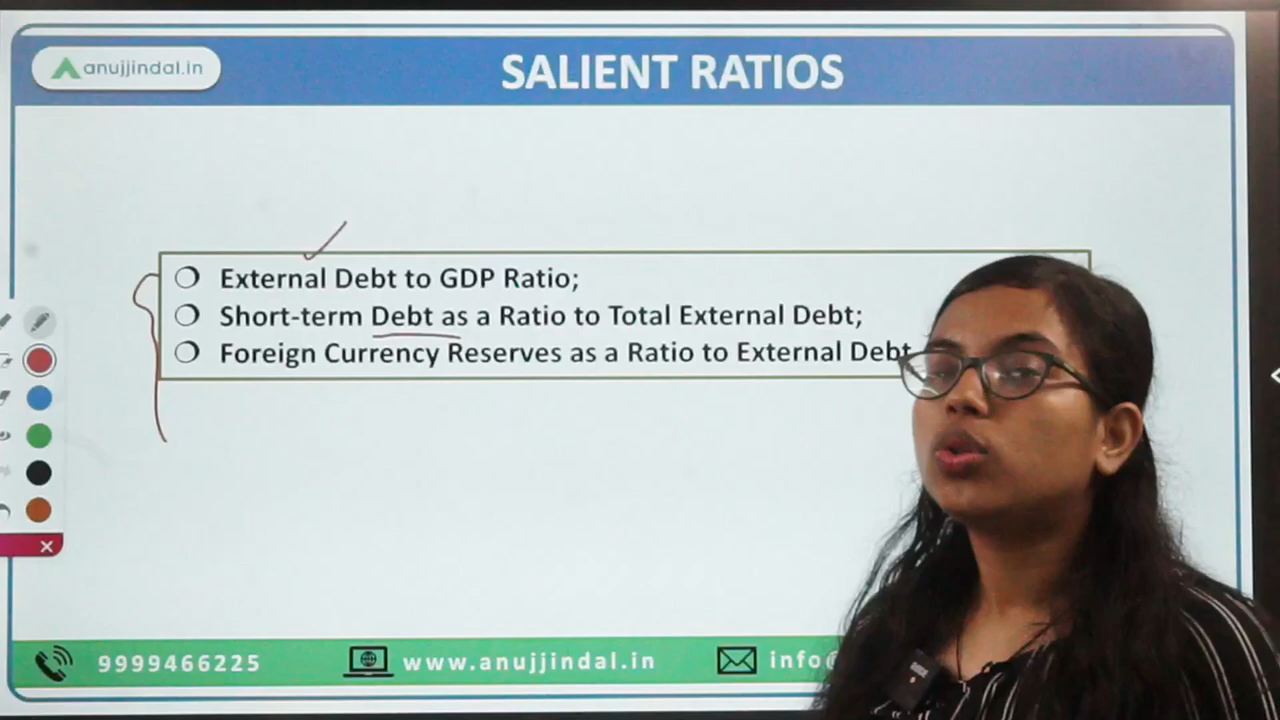 anujjindal.in
SALIENT RATIOS
External Debt to GDP Ratio;
Short-term Debt as a Ratio to Total External Debt;
Foreign Currency Reserves as a Ratio to External Debt
9999466225
www.anujjindal.in
info@